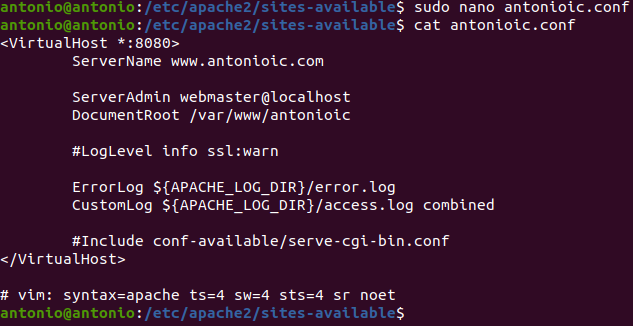 antonio@antonio:/etc/apache2/sites-available$ sudo nano antonioic.conf
antonio@antonio:/etc/apache2/sites-available$ cat antonioic.conf
<VirtualHost *:8080>
        ServerName www.antonioic.com

        ServerAdmin webmaster@localhost
        DocumentRoot /var/www/antonioic

        #LogLevel info ssl:warn

        ErrorLog ${APACHE_LOG_DIR}/error.log
        CustomLog ${APACHE_LOG_DIR}/access.log combined

        #Include conf-available/serve-cgi-bin.conf
</VirtualHost>

# vim: syntax=apache ts=4 sw=4 sts=4 sr noet
antonio@antonio:/etc/apache2/sites-available$